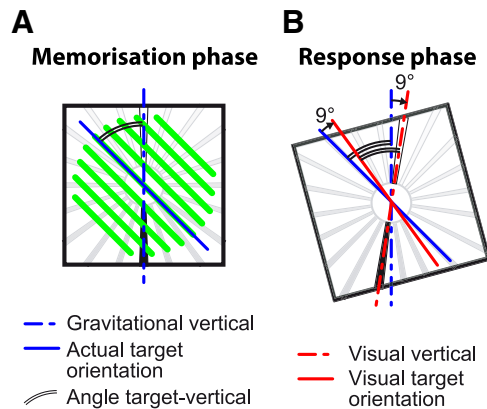 A
B
Memorisation phase
Response phase
9°
9°
Gravitational vertical
Actual target
orientation
Angle target-vertical
Visual vertical
Visual target
orientation